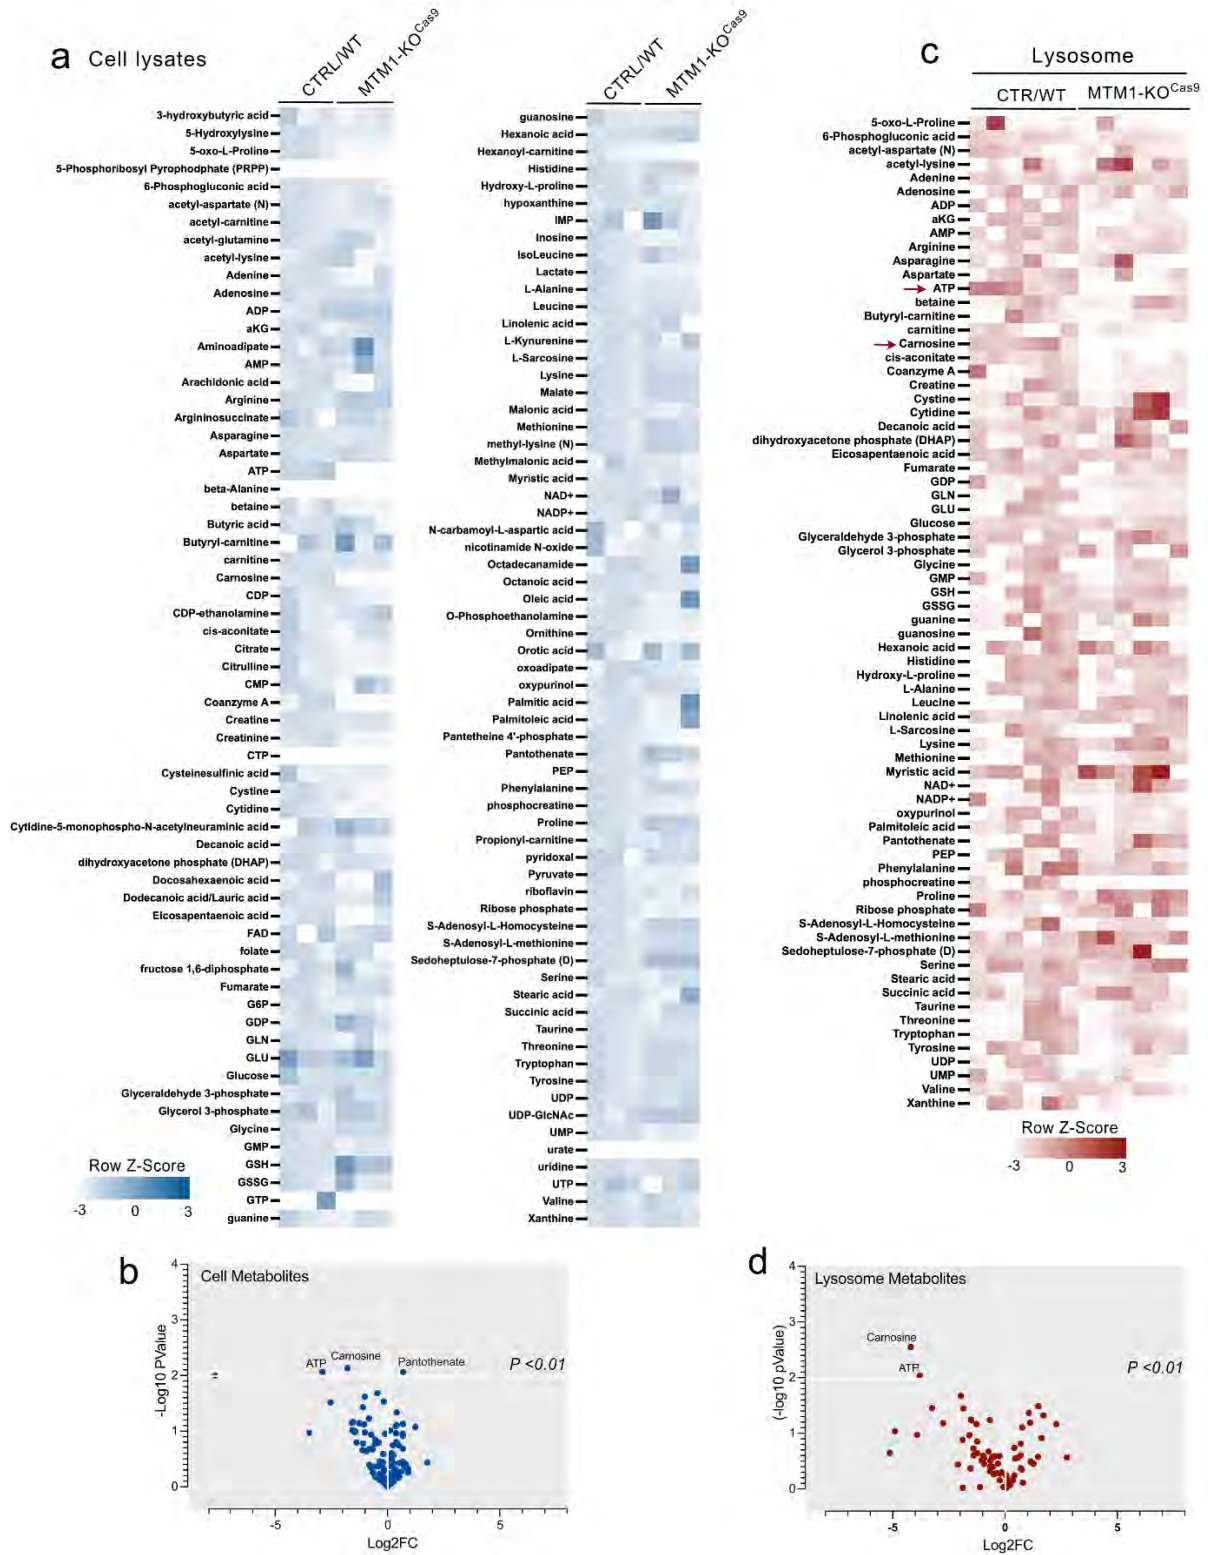 a Cell lysates
CTRL/WT
MTM1-KO^Cas9
3-hydroxybutyric acid
5-Hydroxylysine
5-oxo-L-Proline
5-Phosphoribosyl Pyrophodphate (PRPP)
6-Phosphogluconic acid
acetyl-aspartate (N)
acetyl-carnitine
acetyl-glutamine
acetyl-lysine
Adenine
Adenosine
ADP
aKG
Aminoadipate
AMP
Arachidonic acid
Arginine
Argininosuccinate
Asparagine
Aspartate
ATP
beta-Alanine
betaine
Butyric acid
Butyryl-carnitine
carnitine
Carnosine
CDP
CDP-ethanolamine
cis-aconitate
Citrate
Citrulline
CMP
Coanzyme A
Creatine
Creatinine
CTP
Cysteinesulfinic acid
Cystine
Cytidine
Cytidine-5-monophospho-N-acetylneuraminic acid
Decanoic acid
dihydroxyacetone phosphate (DHAP)
Docosahexaenoic acid
Dodecanoic acid/Lauric acid
Eicosapentaenoic acid
FAD
folate
fructose 1,6-diphosphate
Fumarate
G6P
GDP
GLN
GLU
Glucose
Glyceraldehyde 3-phosphate
Glycerol 3-phosphate
Glycine
GMP
GSH
GSSG
GTP
guanine
Row Z-Score
-3 0 3
CTRL/WT
MTM1-KO^Cas9
guanosine
Hexanoic acid
Hexanoyl-carnitine
Histidine
Hydroxy-L-proline
hypoxanthine
IMP
Inosine
IsoLeucine
Lactate
L-Alanine
Leucine
Linolenic acid
L-Kynurenine
L-Sarcosine
Lysine
Malate
Malonic acid
Methionine
methyl-lysine (N)
Methylmalonic acid
Myristic acid
NAD+
NADP+
N-carbamoyl-L-aspartic acid
nicotinamide N-oxide
Octadecanamide
Octanoic acid
Oleic acid
O-Phosphoethanolamine
Ornithine
Orotic acid
oxoadipate
oxypurinol
Palmitic acid
Palmitoleic acid
Pantetheine 4'-phosphate
Pantothenate
PEP
Phenylalanine
phosphocreatine
Proline
Propionyl-carnitine
pyridoxal
Pyruvate
riboflavin
Ribose phosphate
S-Adenosyl-L-Homocysteine
S-Adenosyl-L-methionine
Sedoheptulose-7-phosphate (D)
Serine
Stearic acid
Succinic acid
Taurine
Threonine
Tryptophan
Tyrosine
UDP
UDP-GlcNAc
UMP
urate
uridine
UTP
Valine
Xanthine
c Lysosome
CTR/WT MTM1-KO^Cas9
5-oxo-L-Proline
6-Phosphogluconic acid
acetyl-aspartate (N)
acetyl-lysine
Adenine
Adenosine
ADP
aKG
AMP
Arginine
Asparagine
Aspartate
ATP
betaine
Butyryl-carnitine
carnitine
Carnosine
cis-aconitate
Coanzyme A
Creatine
Cystine
Cytidine
Decanoic acid
dihydroxyacetone phosphate (DHAP)
Eicosapentaenoic acid
Fumarate
GDP
GLN
GLU
Glucose
Glyceraldehyde 3-phosphate
Glycerol 3-phosphate
Glycine
GMP
GSH
GSSG
guanine
guanosine
Hexanoic acid
Histidine
Hydroxy-L-proline
L-Alanine
Leucine
Linolenic acid
L-Sarcosine
Lysine
Methionine
Myristic acid
NAD+
NADP+
oxypurinol
Palmitoleic acid
Pantothenate
PEP
Phenylalanine
phosphocreatine
Proline
Ribose phosphate
S-Adenosyl-L-Homocysteine
S-Adenosyl-L-methionine
Sedoheptulose-7-phosphate (D)
Serine
Stearic acid
Succinic acid
Taurine
Threonine
Tryptophan
Tyrosine
UDP
UMP
Valine
Xanthine
Row Z-Score
-3 0 3
b
Cell Metabolites
-Log10 PValue
4
3
2
1
0
ATP
Carnosine
Pantothenate
P <0.01
-5 0 5
Log2FC
d
Lysosome Metabolites
(-log10 pValue)
4
3
2
1
0
Carnosine
ATP
P <0.01
-5 0 5
Log2FC